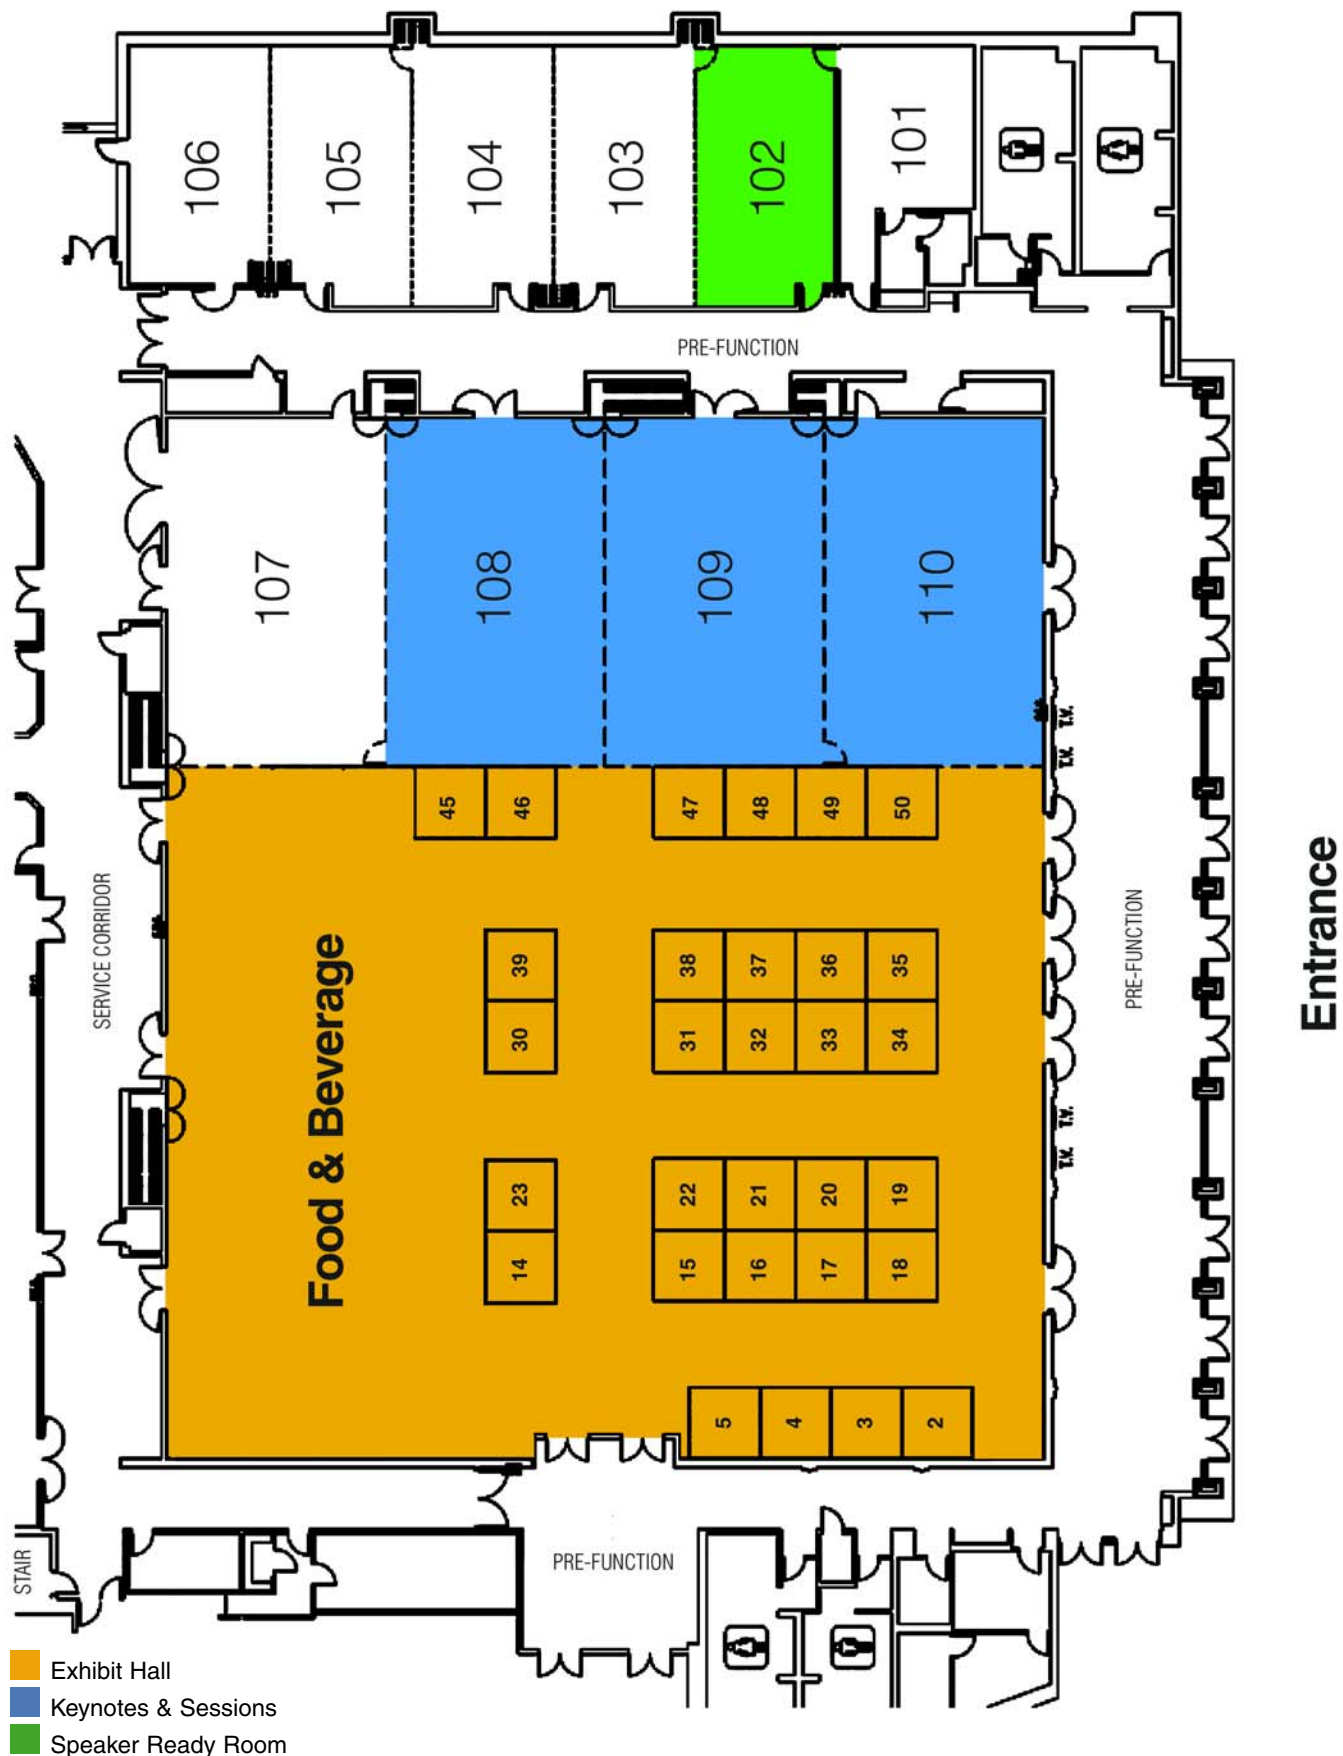 106
105
104
103
102
101
PRE-FUNCTION
107
108
109
110
T.V.
T.V.
45
46
47
48
49
50
SERVICE CORRIDOR
Food & Beverage
39
38
37
36
35
30
31
32
33
34
PRE-FUNCTION
Entrance
T.V.
T.V.
23
22
21
20
19
14
15
16
17
18
5
4
3
2
STAIR
PRE-FUNCTION
Exhibit Hall
Keynotes & Sessions
Speaker Ready Room